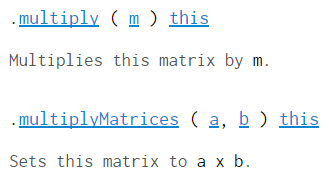 .multiply ( m ) this
Multiplies this matrix by m.
.multiplyMatrices ( a, b ) this
Sets this matrix to a x b.